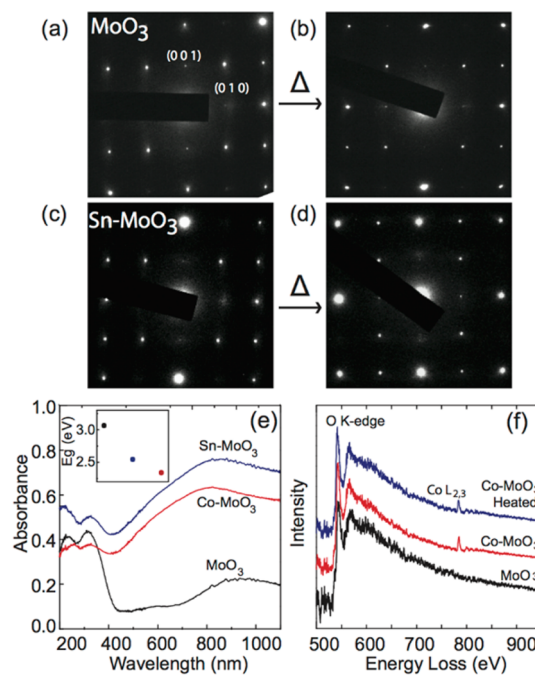 (a) MoO3 (b)
(0 0 1)
(0 1 0)
Δ
(c) (d)
Sn-MoO3
Δ
1.0
0.8
0.6
0.4
0.2
0.0
Absorbance
3.0
2.5
Eg (eV)
(e)
Sn-MoO3
Co-MoO3
MoO3
200 400 600 800 1000
Wavelength (nm)
(f)
O K-edge
Co L2,3
Co-MoO3
Heated
Co-MoO3
MoO3
Intensity
500 600 700 800 900
Energy Loss (eV)